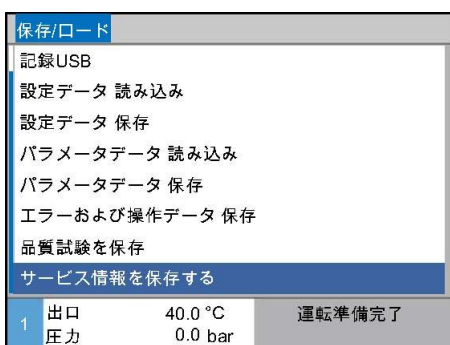 保存/ロード
記録USB
設定データ 読み込み
設定データ 保存
パラメータデータ 読み込み
パラメータデータ 保存
エラーおよび操作データ 保存
品質試験を保存
サービス情報を保存する
1 出口 40.0 °C 運転準備完了
圧力 0.0 bar